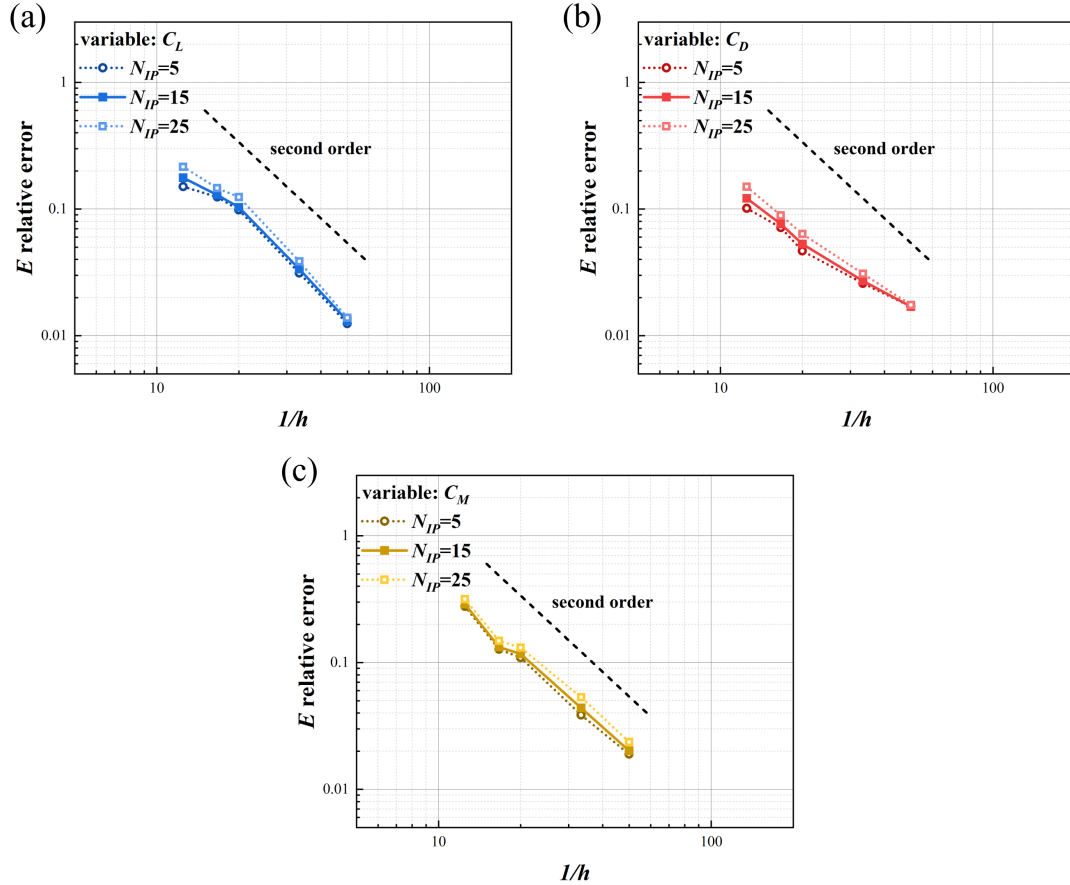 (a)
variable: C_L
N_IP=5
N_IP=15
N_IP=25
second order
1
0.1
0.01
10
100
E relative error
1/h
(b)
variable: C_D
N_IP=5
N_IP=15
N_IP=25
second order
1
0.1
0.01
10
100
E relative error
1/h
(c)
variable: C_M
N_IP=5
N_IP=15
N_IP=25
second order
1
0.1
0.01
10
100
E relative error
1/h